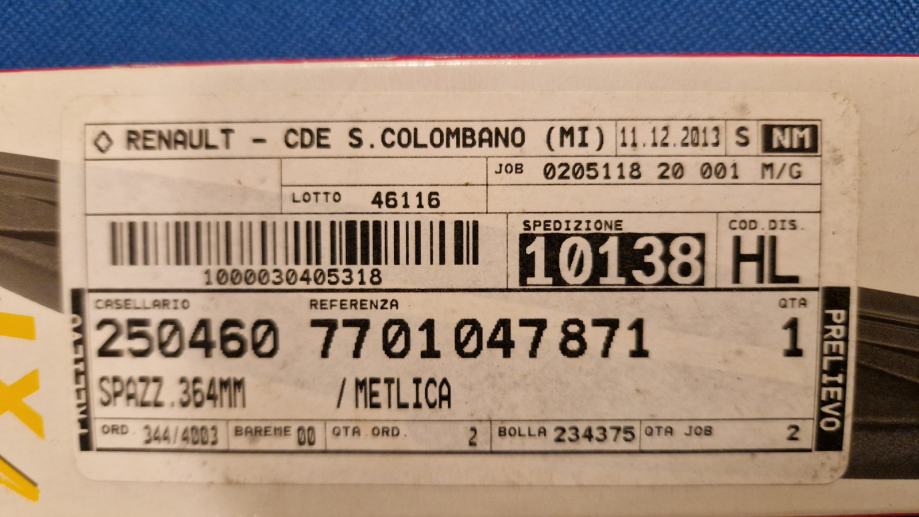 RENAULT - CDE S.COLOMBANO (MI) 11.12.2013 S NM
JOB 0205118 20 001 M/G
LOTTO 46116
SPEDIZIONE COD.DIS.
10138 HL
1000030405318
CASELLARIO REFERENZA QTA
250460 7701047871 1
SPAZZ.364MM /METLICA
ORD. 344/4003 BAREME 00 QTA ORD. 2 BOLLA 234375 QTA JOB 2
PRELIEVO
PRELIEVO